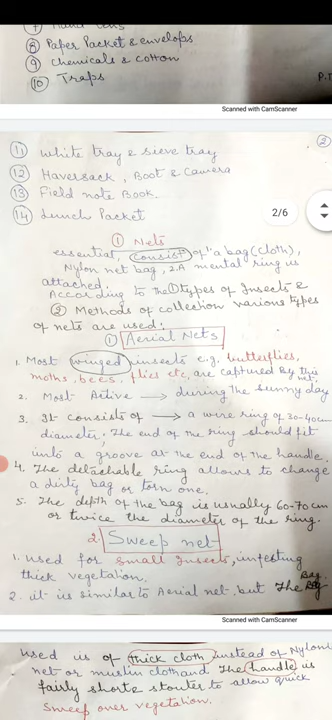 ⑦ Hand lens
⑧ Paper Packet & envelops
⑨ chemicals & cotton
⑩ Traps
P.T
Scanned with CamScanner
②
⑪ White tray & sieve tray
⑫ Haversack, Boot & Camera
⑬ Field note Book.
⑭ Lunch Packet
2/6
① Nets
essential, consist of 1 a bag (cloth),
Nylon net bag, 2. A mental ring is
attached.
According to the ① types of Insects &
② Methods of collection various types
of nets are used:
① Aerial Nets
1. Most winged insects e.g. butterflies,
moths, bees, flies etc, are captured by this
net.
2. Most Active → during the sunny day
3. It consists of → a wire ring of 30-40cm
diameter. The end of the ring should fit
into a groove at the end of the handle.
4. The detachable ring allows to change
a dirty bag or torn one.
5. The depth of the bag is usually 60-70 cm
or twice the diameter of the ring.
2. Sweep net
1. used for small Insects, infesting
thick vegetation.
2. it is similar to Aerial net, but The Bag
Scanned with CamScanner
used is of thick cloth instead of Nylon
net or muslin cloth and The handle is
fairly shorts stouter to allow quick
sweep over vegetation.